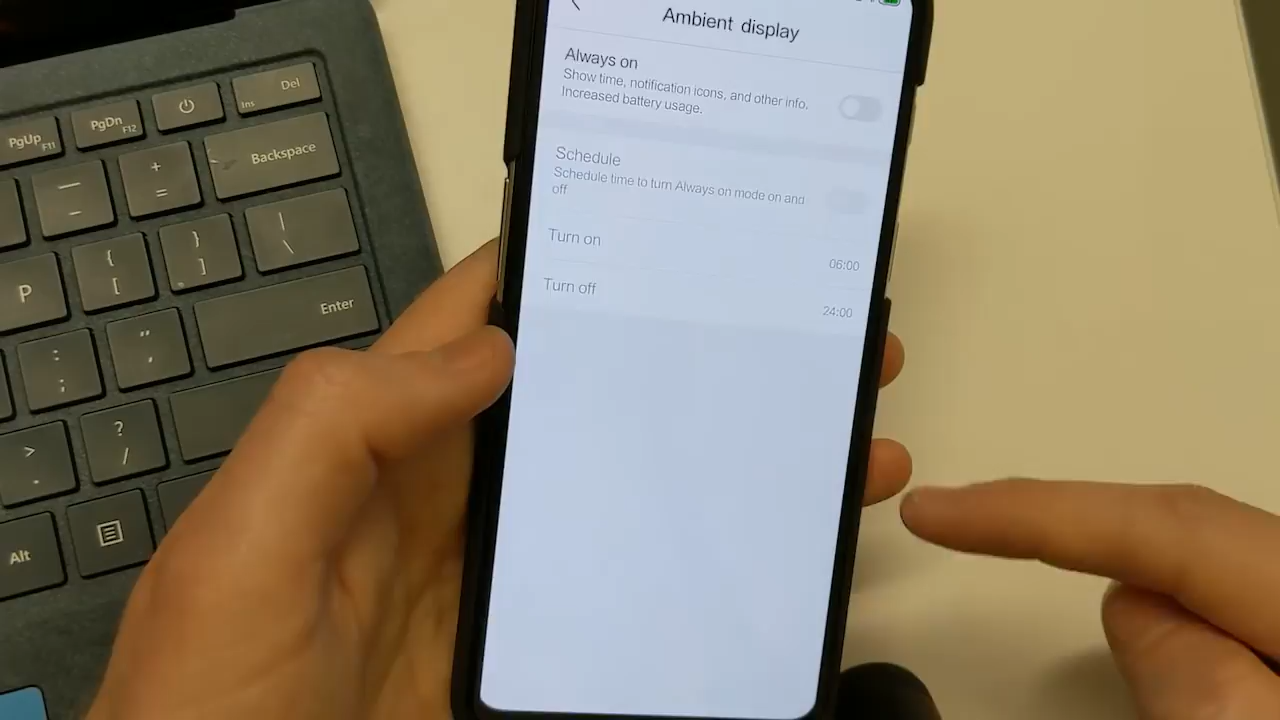 Ambient display
Always on
Show time, notification icons, and other info.
Increased battery usage.
Schedule
Schedule time to turn Always on mode on and
off
Turn on
06:00
Turn off
24:00
PgUp F11
PgDn F12
Ins Del
— –
+ =
Backspace
P
{ [
} ]
| \
: ;
" '
Enter
> .
? /
Alt